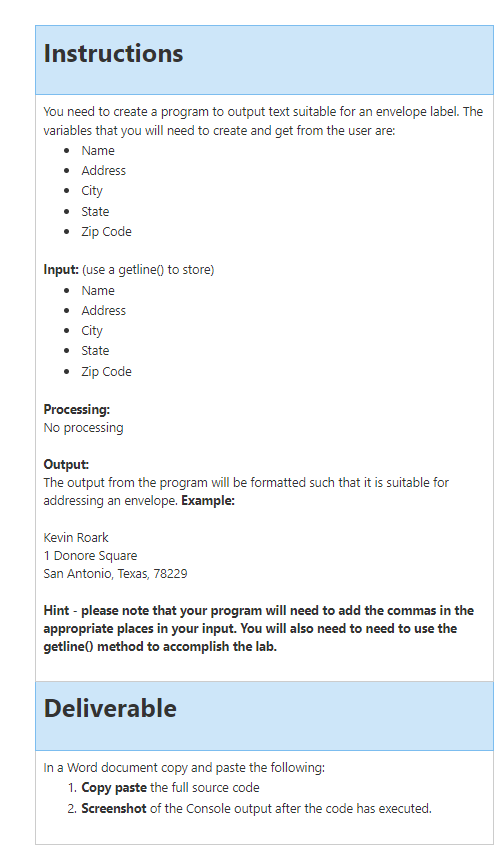 Instructions
You need to create a program to output text suitable for an envelope label. The
variables that you will need to create and get from the user are:
• Name
• Address
• City
• State
• Zip Code
Input: (use a getline() to store)
• Name
• Address
• City
• State
• Zip Code
Processing:
No processing
Output:
The output from the program will be formatted such that it is suitable for
addressing an envelope. Example:
Kevin Roark
1 Donore Square
San Antonio, Texas, 78229
Hint - please note that your program will need to add the commas in the
appropriate places in your input. You will also need to need to use the
getline() method to accomplish the lab.
Deliverable
In a Word document copy and paste the following:
1. Copy paste the full source code
2. Screenshot of the Console output after the code has executed.